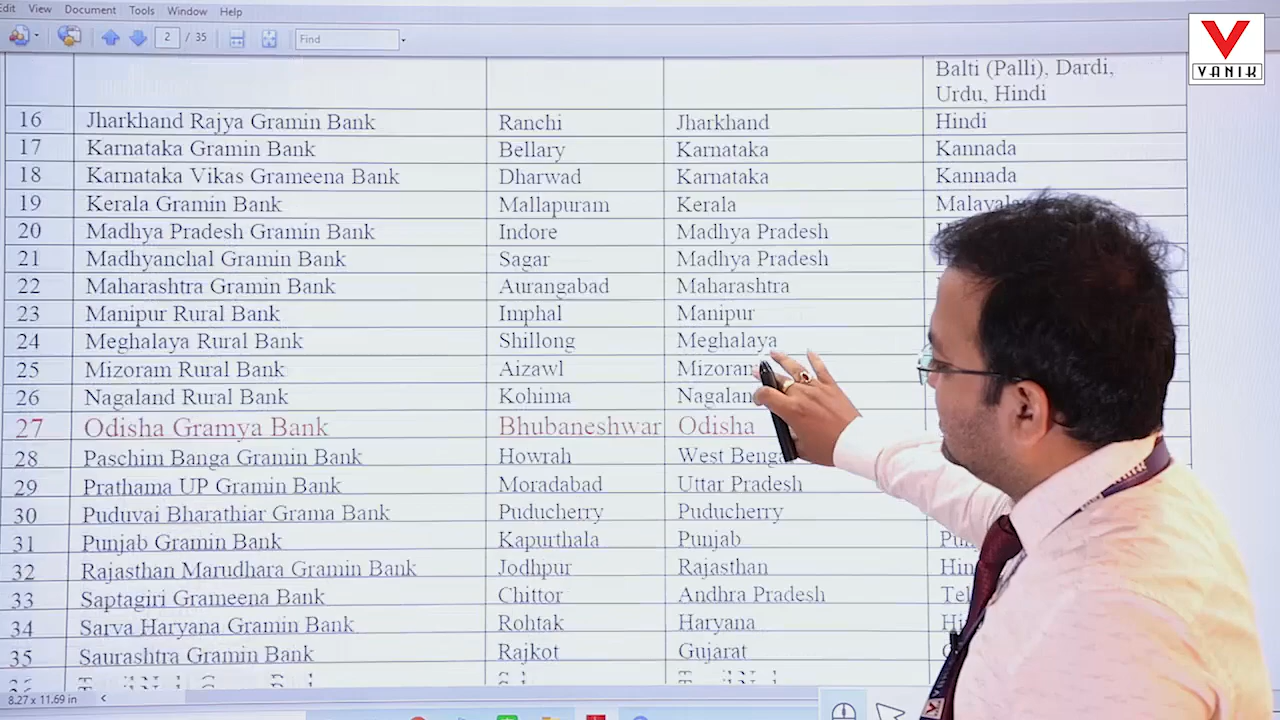 Edit View Document Tools Window Help
2 / 35 Find
VANIK
Balti (Palli), Dardi,
Urdu, Hindi
16 Jharkhand Rajya Gramin Bank Ranchi Jharkhand Hindi
17 Karnataka Gramin Bank Bellary Karnataka Kannada
18 Karnataka Vikas Grameena Bank Dharwad Karnataka Kannada
19 Kerala Gramin Bank Mallapuram Kerala
20 Madhya Pradesh Gramin Bank Indore Madhya Pradesh
21 Madhyanchal Gramin Bank Sagar Madhya Pradesh
22 Maharashtra Gramin Bank Aurangabad Maharashtra
23 Manipur Rural Bank Imphal Manipur
24 Meghalaya Rural Bank Shillong Meghalaya
25 Mizoram Rural Bank Aizawl Mizoram
26 Nagaland Rural Bank Kohima
27 Odisha Gramya Bank Bhubaneshwar Odisha
28 Paschim Banga Gramin Bank Howrah West
29 Prathama UP Gramin Bank Moradabad Uttar Pradesh
30 Puduvai Bharathiar Grama Bank Puducherry Puducherry
31 Punjab Gramin Bank Kapurthala Punjab
32 Rajasthan Marudhara Gramin Bank Jodhpur Rajasthan
33 Saptagiri Grameena Bank Chittor Andhra Pradesh
34 Sarva Haryana Gramin Bank Rohtak Haryana
35 Saurashtra Gramin Bank Rajkot Gujarat
8.27 x 11.69 in